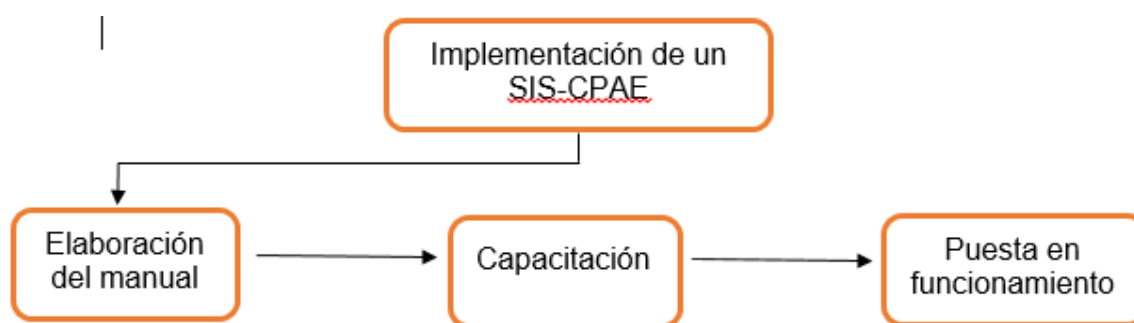 Implementación de un
SIS-CPAE
Elaboración
del manual
Capacitación
Puesta en
funcionamiento